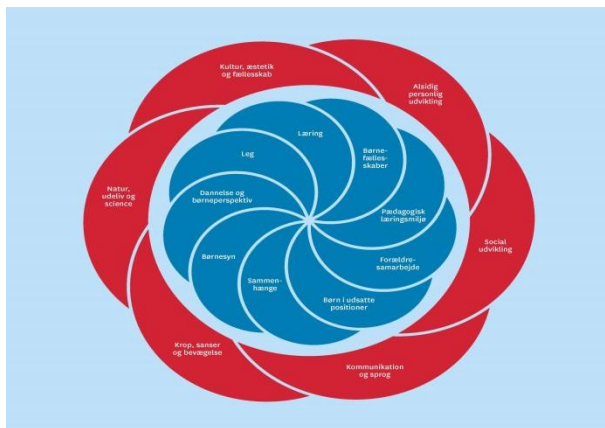 Kultur, æstetik
og fællesskab
Alsidig
personlig
udvikling
Social
udvikling
Kommunikation
og sprog
Krop, sanser
og bevægelse
Natur,
udeliv og
science
Læring
Børne-
fælles-
skaber
Pædagogisk
læringsmiljø
Forældre-
samarbejde
Børn i udsatte
positioner
Sammen-
hænge
Børnesyn
Dannelse og
børneperspektiv
Leg